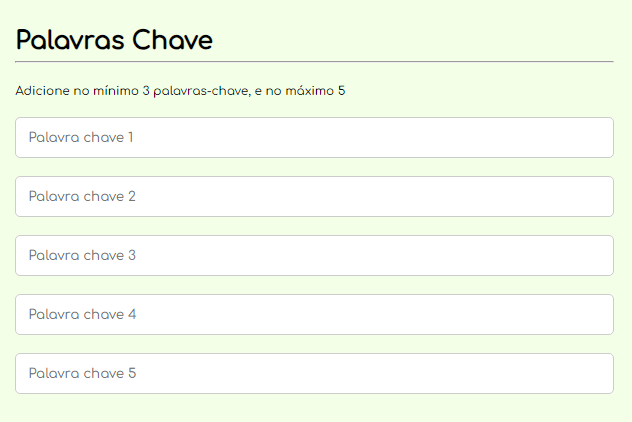 Palavras Chave
Adicione no mínimo 3 palavras-chave, e no máximo 5
Palavra chave 1
Palavra chave 2
Palavra chave 3
Palavra chave 4
Palavra chave 5